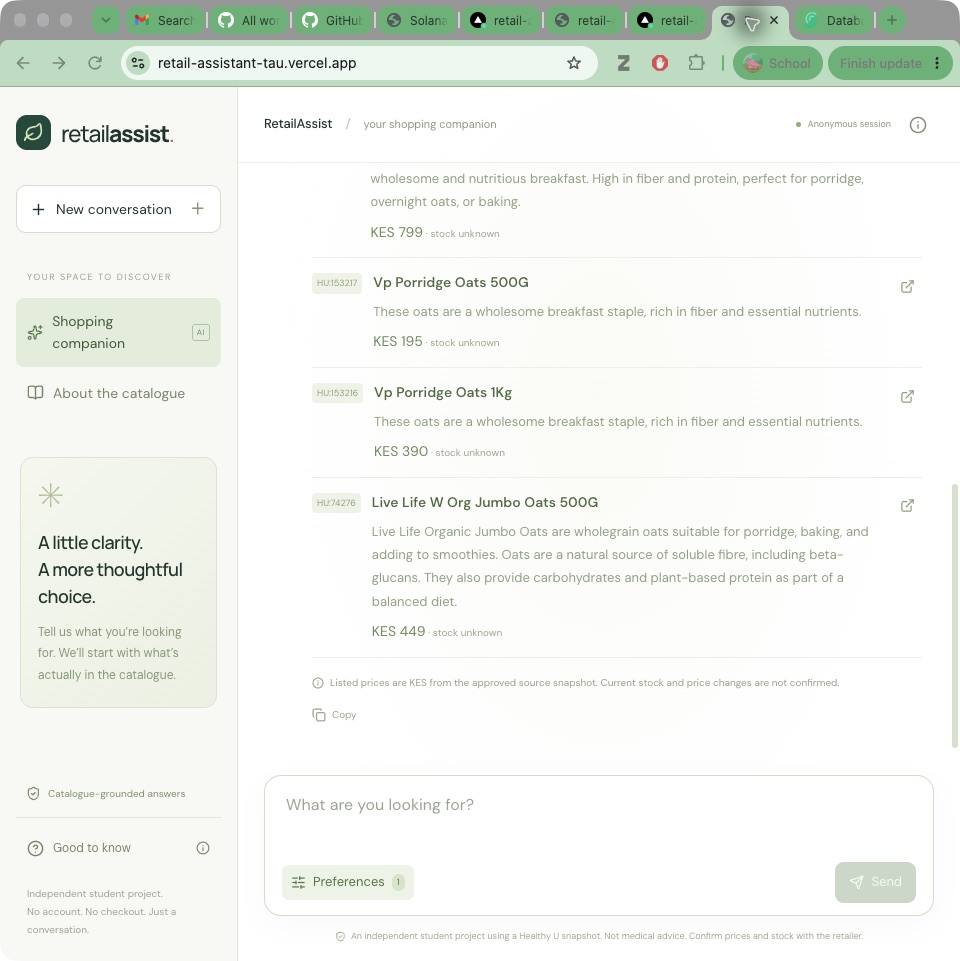 Search
All wor
GitHub
Solana
retail-
retail-
retail-
Datab
retail-assistant-tau.vercel.app
School
Finish update
retailassist.
RetailAssist / your shopping companion
Anonymous session
New conversation
YOUR SPACE TO DISCOVER
Shopping
companion
AI
About the catalogue
A little clarity.
A more thoughtful
choice.
Tell us what you're looking
for. We'll start with what's
actually in the catalogue.
Catalogue-grounded answers
Good to know
Independent student project.
No account. No checkout. Just a
conversation.
wholesome and nutritious breakfast. High in fiber and protein, perfect for porridge,
overnight oats, or baking.
KES 799 · stock unknown
HU:153217 Vp Porridge Oats 500G
These oats are a wholesome breakfast staple, rich in fiber and essential nutrients.
KES 195 · stock unknown
HU:153216 Vp Porridge Oats 1Kg
These oats are a wholesome breakfast staple, rich in fiber and essential nutrients.
KES 390 · stock unknown
HU:74276 Live Life W Org Jumbo Oats 500G
Live Life Organic Jumbo Oats are wholegrain oats suitable for porridge, baking, and
adding to smoothies. Oats are a natural source of soluble fibre, including beta-
glucans. They also provide carbohydrates and plant-based protein as part of a
balanced diet.
KES 449 · stock unknown
Listed prices are KES from the approved source snapshot. Current stock and price changes are not confirmed.
Copy
What are you looking for?
Preferences 1
Send
An independent student project using a Healthy U snapshot. Not medical advice. Confirm prices and stock with the retailer.